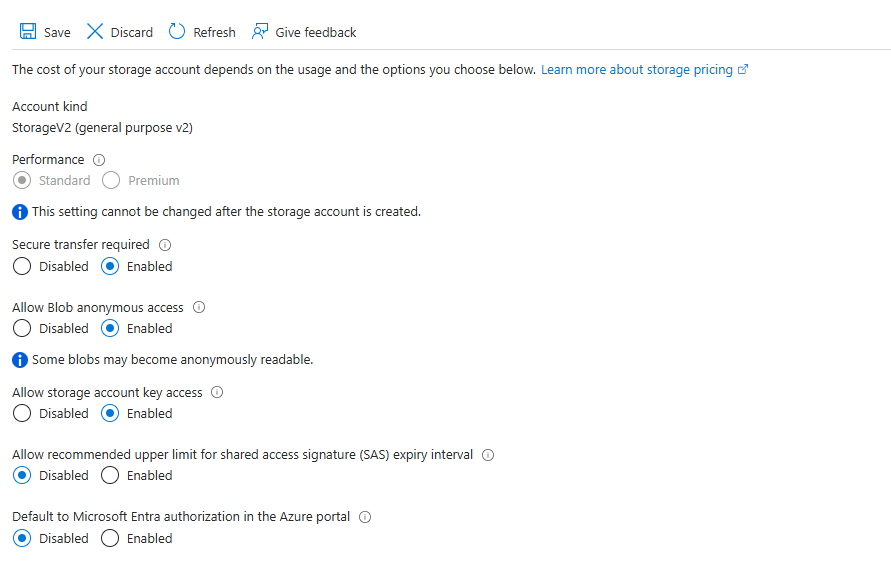 Save Discard Refresh Give feedback
The cost of your storage account depends on the usage and the options you choose below. Learn more about storage pricing
Account kind
StorageV2 (general purpose v2)
Performance
Standard Premium
This setting cannot be changed after the storage account is created.
Secure transfer required
Disabled Enabled
Allow Blob anonymous access
Disabled Enabled
Some blobs may become anonymously readable.
Allow storage account key access
Disabled Enabled
Allow recommended upper limit for shared access signature (SAS) expiry interval
Disabled Enabled
Default to Microsoft Entra authorization in the Azure portal
Disabled Enabled